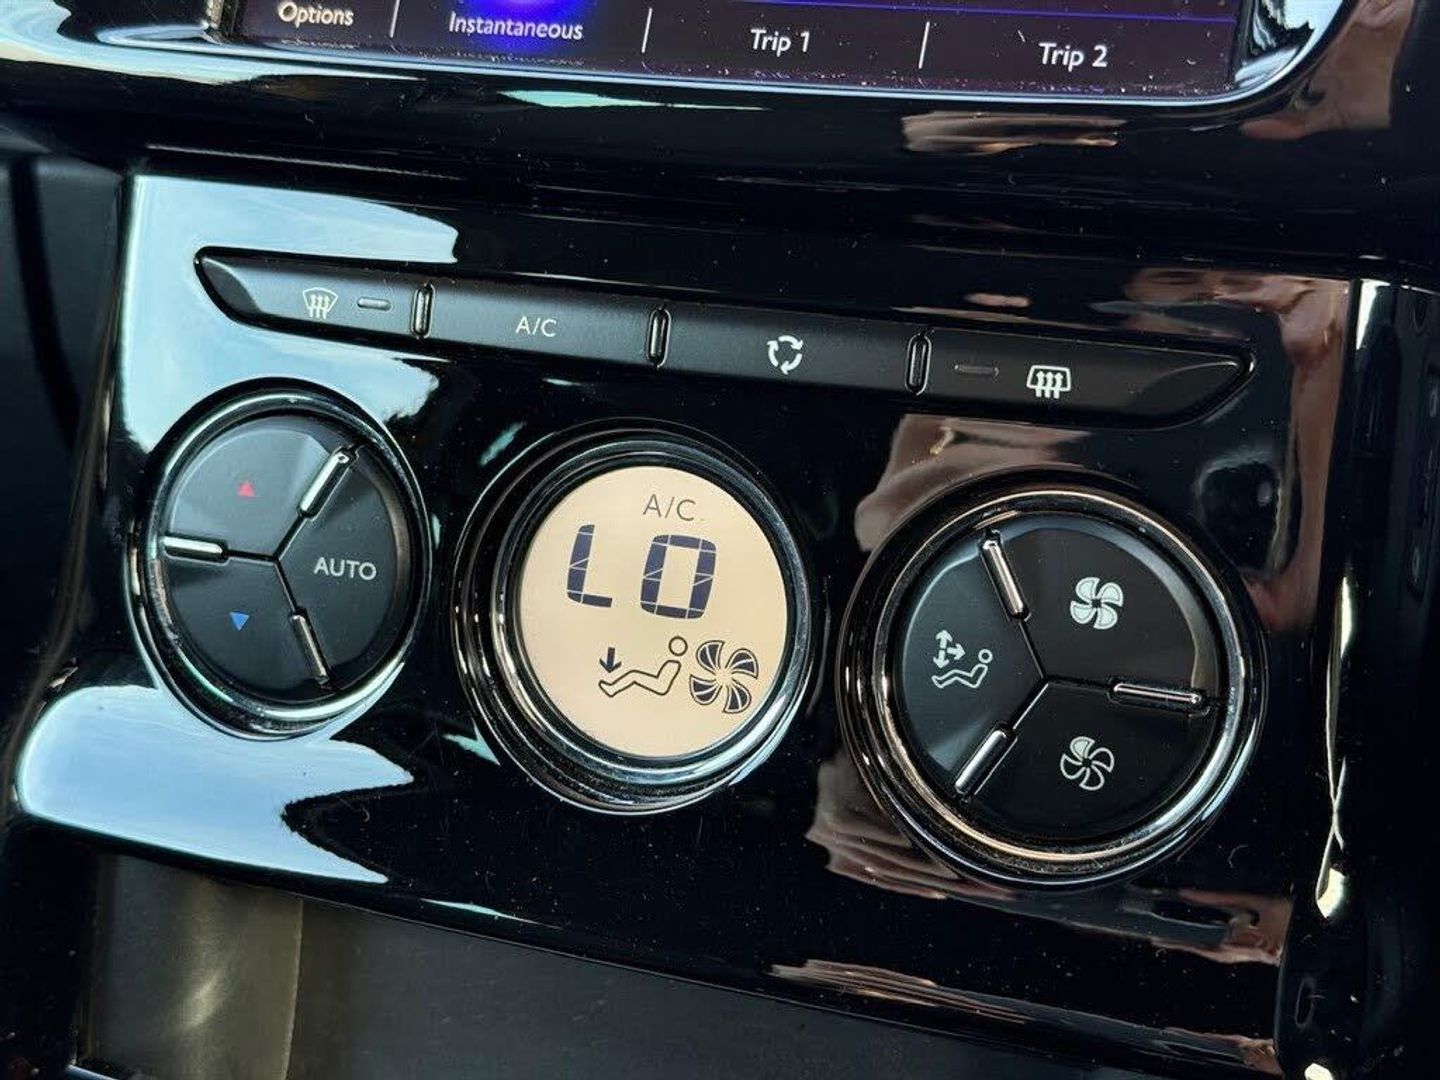 Options
Instantaneous
Trip 1
Trip 2
A/C
AUTO
A/C
LO